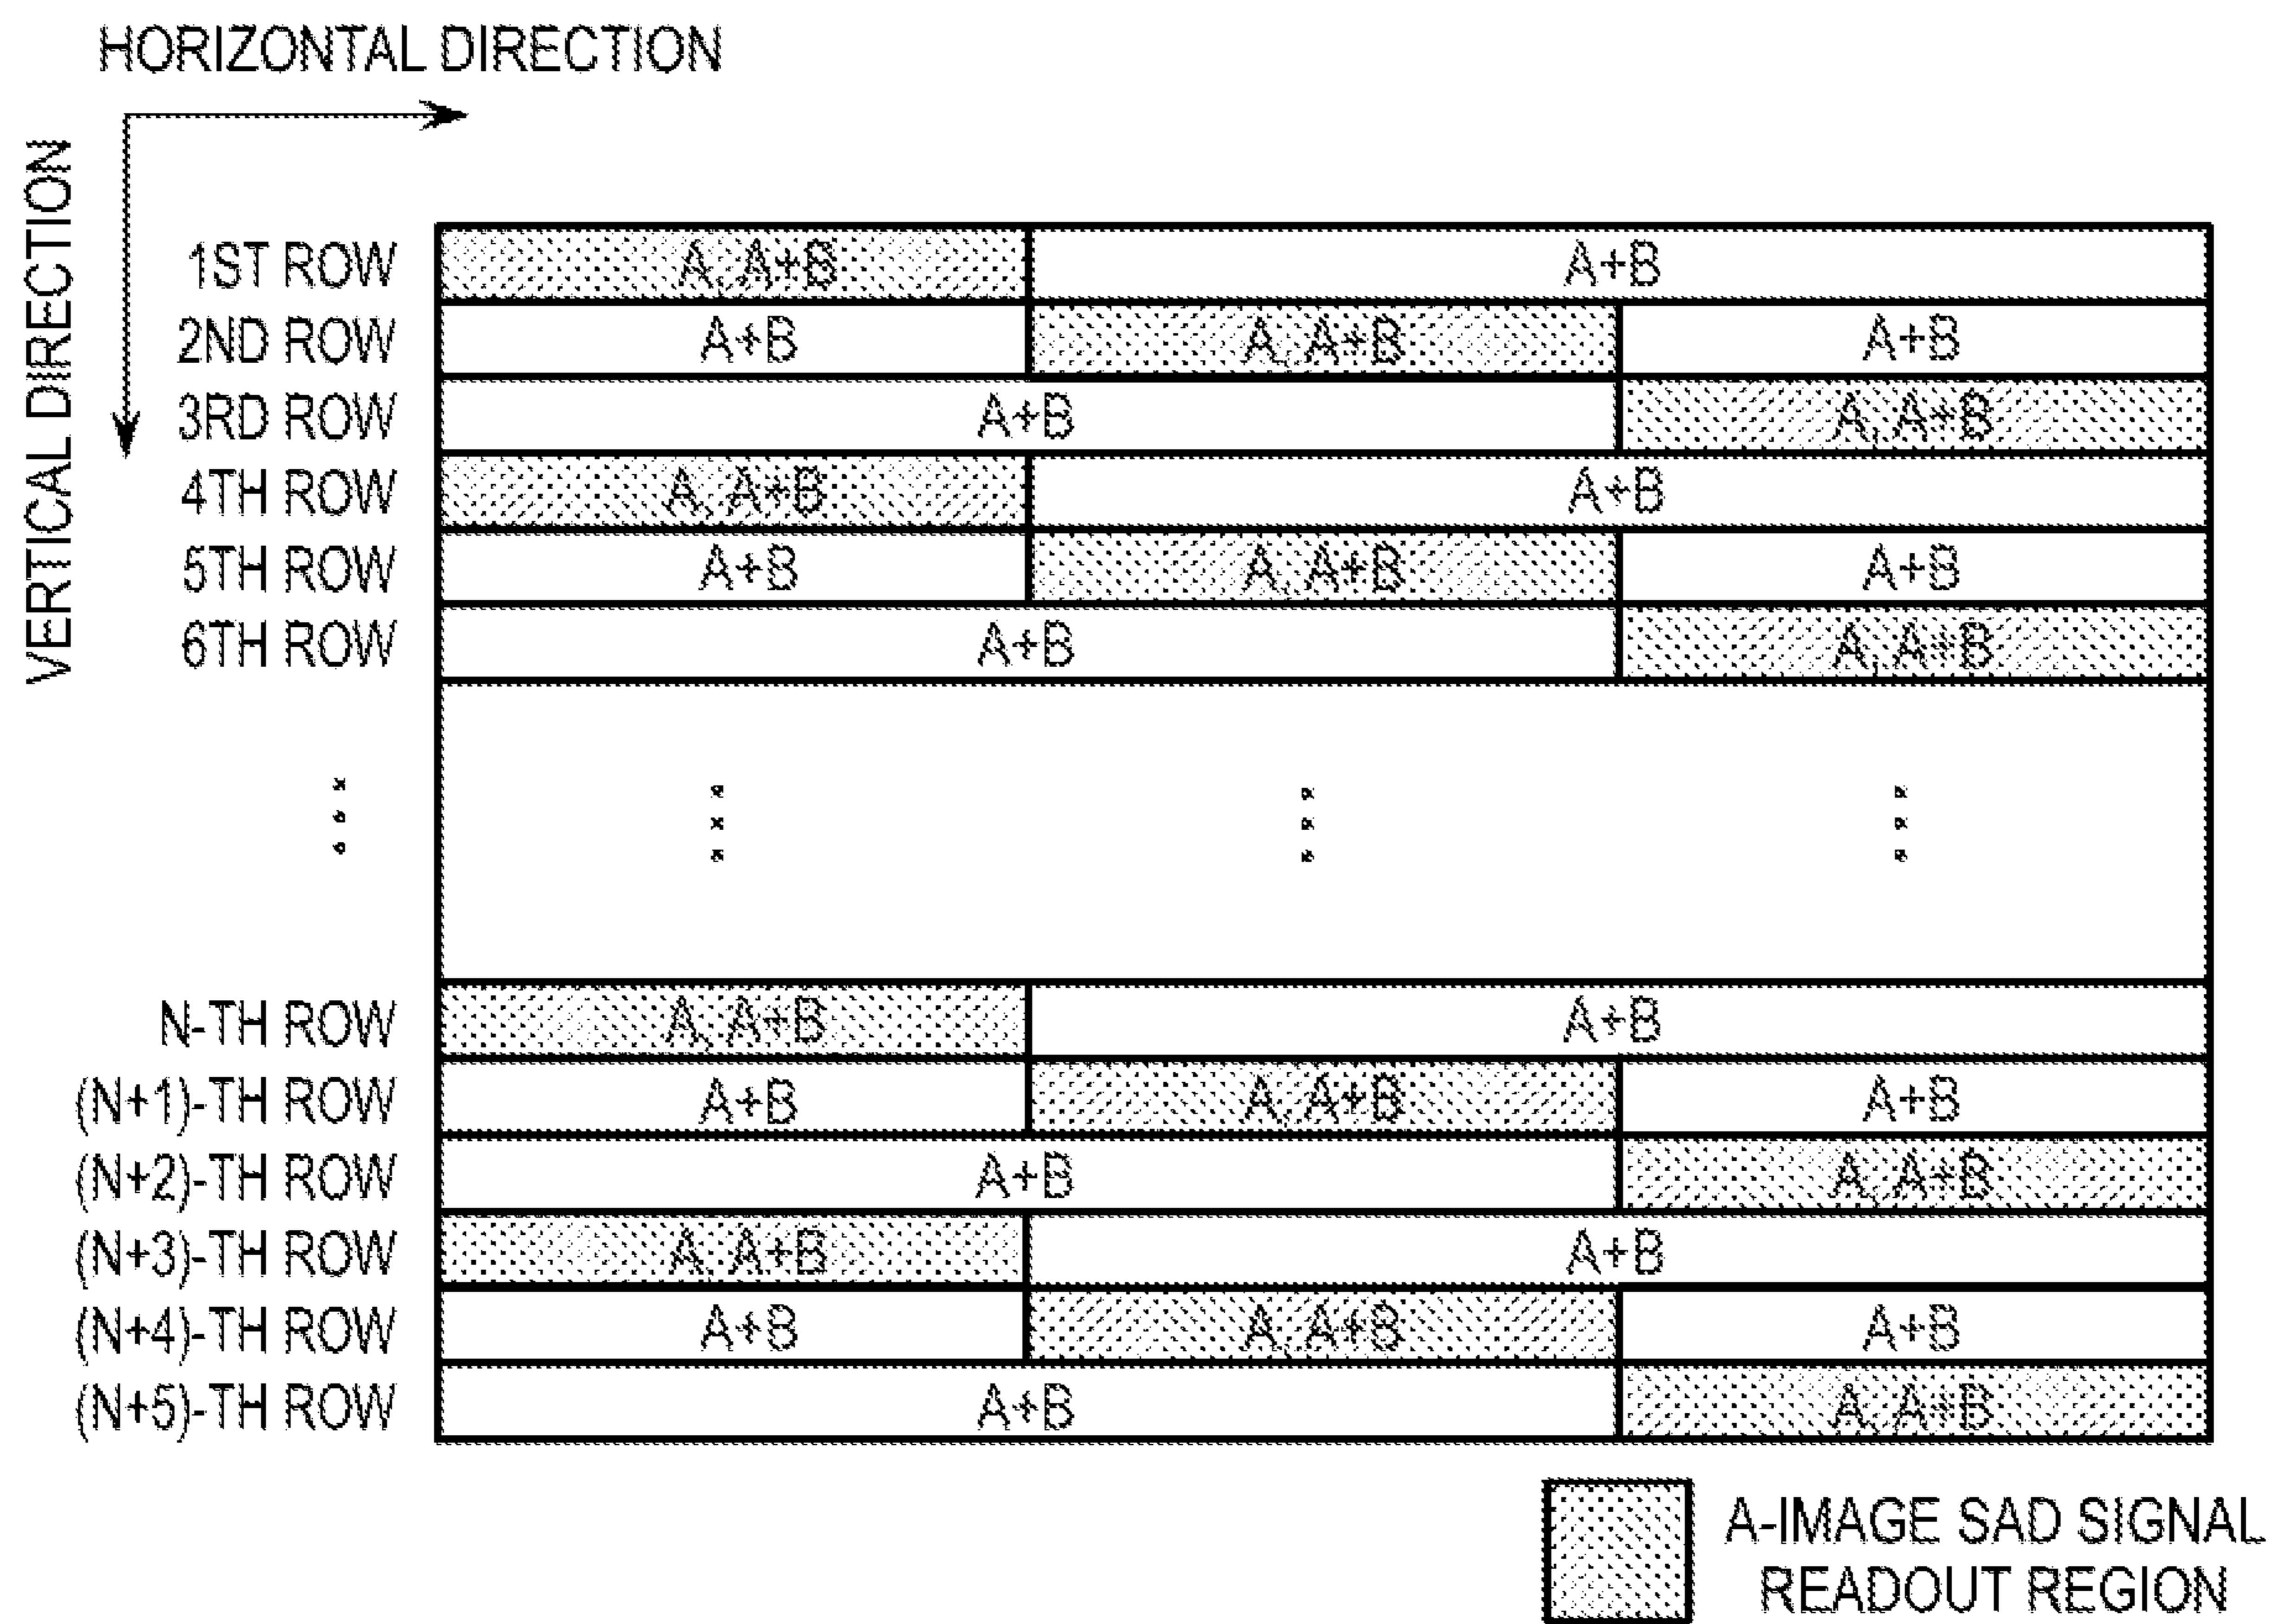 HORIZONTAL DIRECTION
VERTICAL DIRECTION
1ST ROW A, A+B A+B
2ND ROW A+B A, A+B A+B
3RD ROW A+B A, A+B
4TH ROW A, A+B A+B
5TH ROW A+B A, A+B A+B
6TH ROW A+B A, A+B
N-TH ROW A, A+B A+B
(N+1)-TH ROW A+B A, A+B A+B
(N+2)-TH ROW A+B A, A+B
(N+3)-TH ROW A, A+B A+B
(N+4)-TH ROW A+B A, A+B A+B
(N+5)-TH ROW A+B A, A+B
A-IMAGE SAD SIGNAL
READOUT REGION